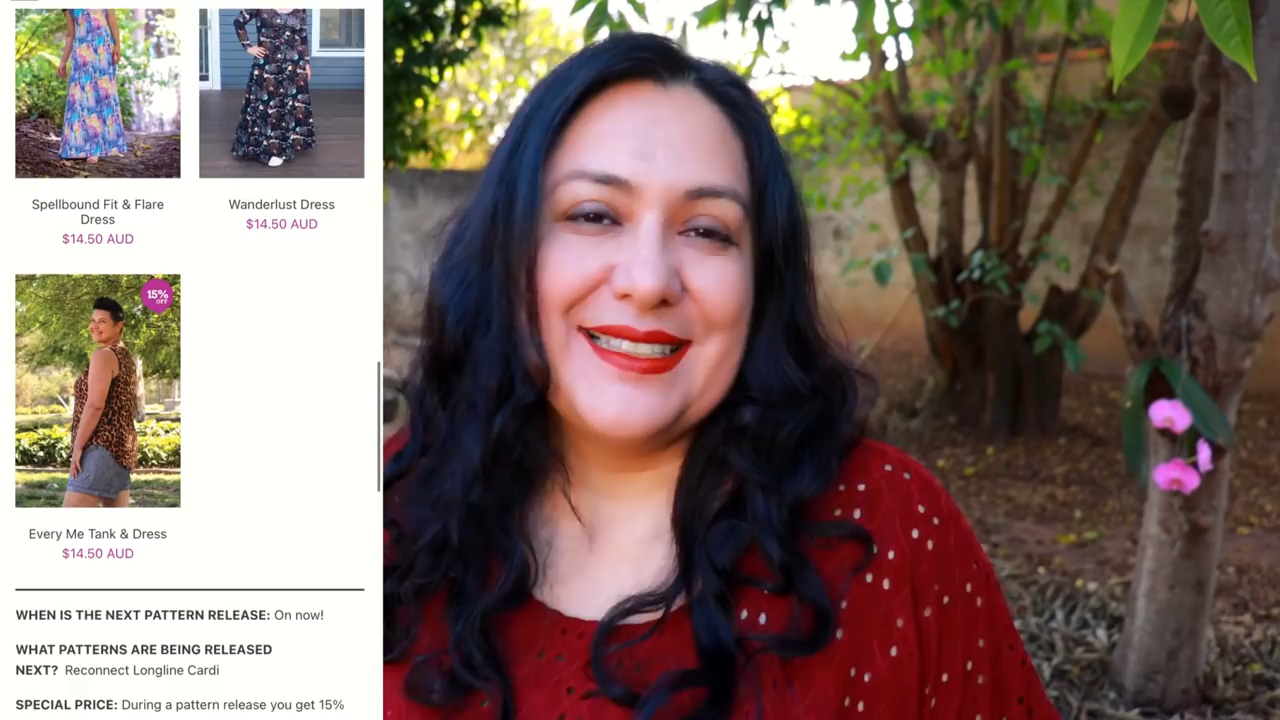 Spellbound Fit & Flare
Dress
$14.50 AUD
Wanderlust Dress
$14.50 AUD
15%
OFF
Every Me Tank & Dress
$14.50 AUD
WHEN IS THE NEXT PATTERN RELEASE: On now!
WHAT PATTERNS ARE BEING RELEASED
NEXT? Reconnect Longline Cardi
SPECIAL PRICE: During a pattern release you get 15%